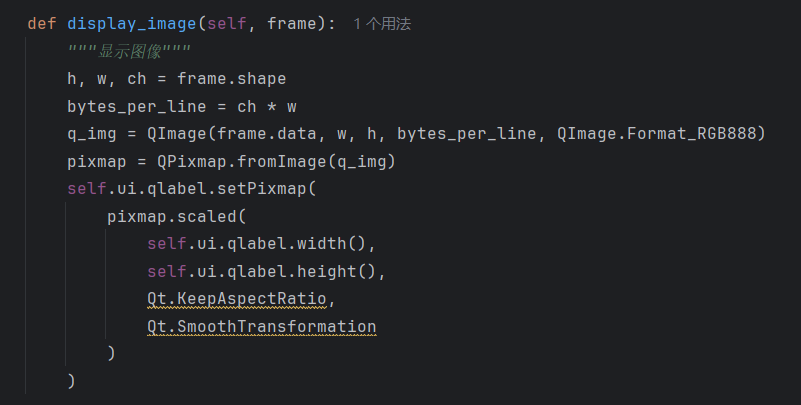 def display_image(self, frame): 1 个用法
"""显示图像"""
h, w, ch = frame.shape
bytes_per_line = ch * w
q_img = QImage(frame.data, w, h, bytes_per_line, QImage.Format_RGB888)
pixmap = QPixmap.fromImage(q_img)
self.ui.qlabel.setPixmap(
pixmap.scaled(
self.ui.qlabel.width(),
self.ui.qlabel.height(),
Qt.KeepAspectRatio,
Qt.SmoothTransformation
)
)